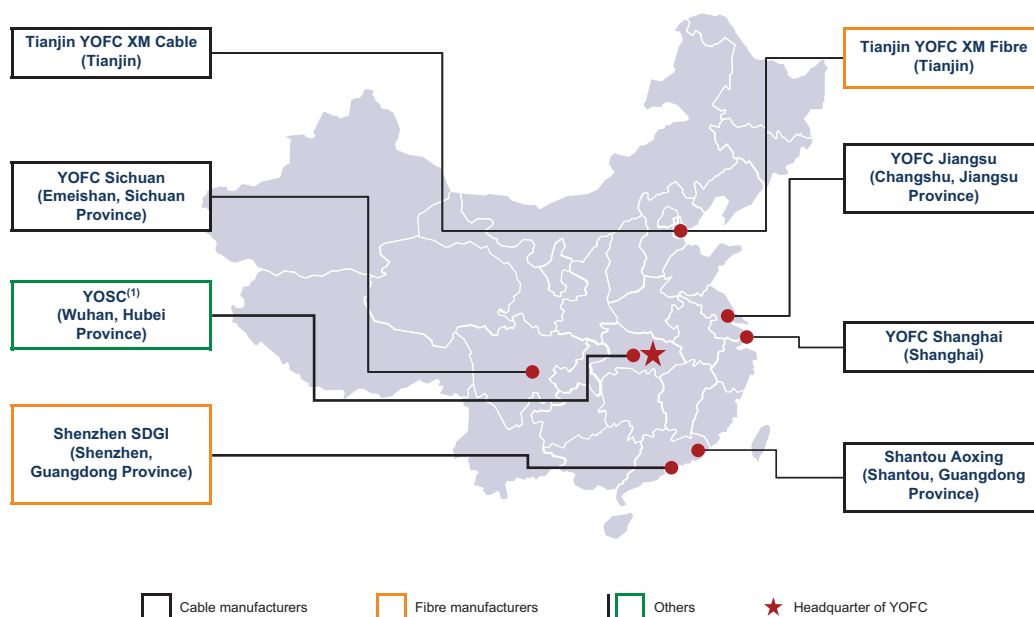 Tianjin YOFC XM Cable
(Tianjin)
Tianjin YOFC XM Fibre
(Tianjin)
YOFC Sichuan
(Emeishan, Sichuan
Province)
YOFC Jiangsu
(Changshu, Jiangsu
Province)
YOSC(1)
(Wuhan, Hubei
Province)
YOFC Shanghai
(Shanghai)
Shenzhen SDGI
(Shenzhen,
Guangdong Province)
Shantou Aoxing
(Shantou, Guangdong
Province)
Cable manufacturers
Fibre manufacturers
Others
Headquarter of YOFC